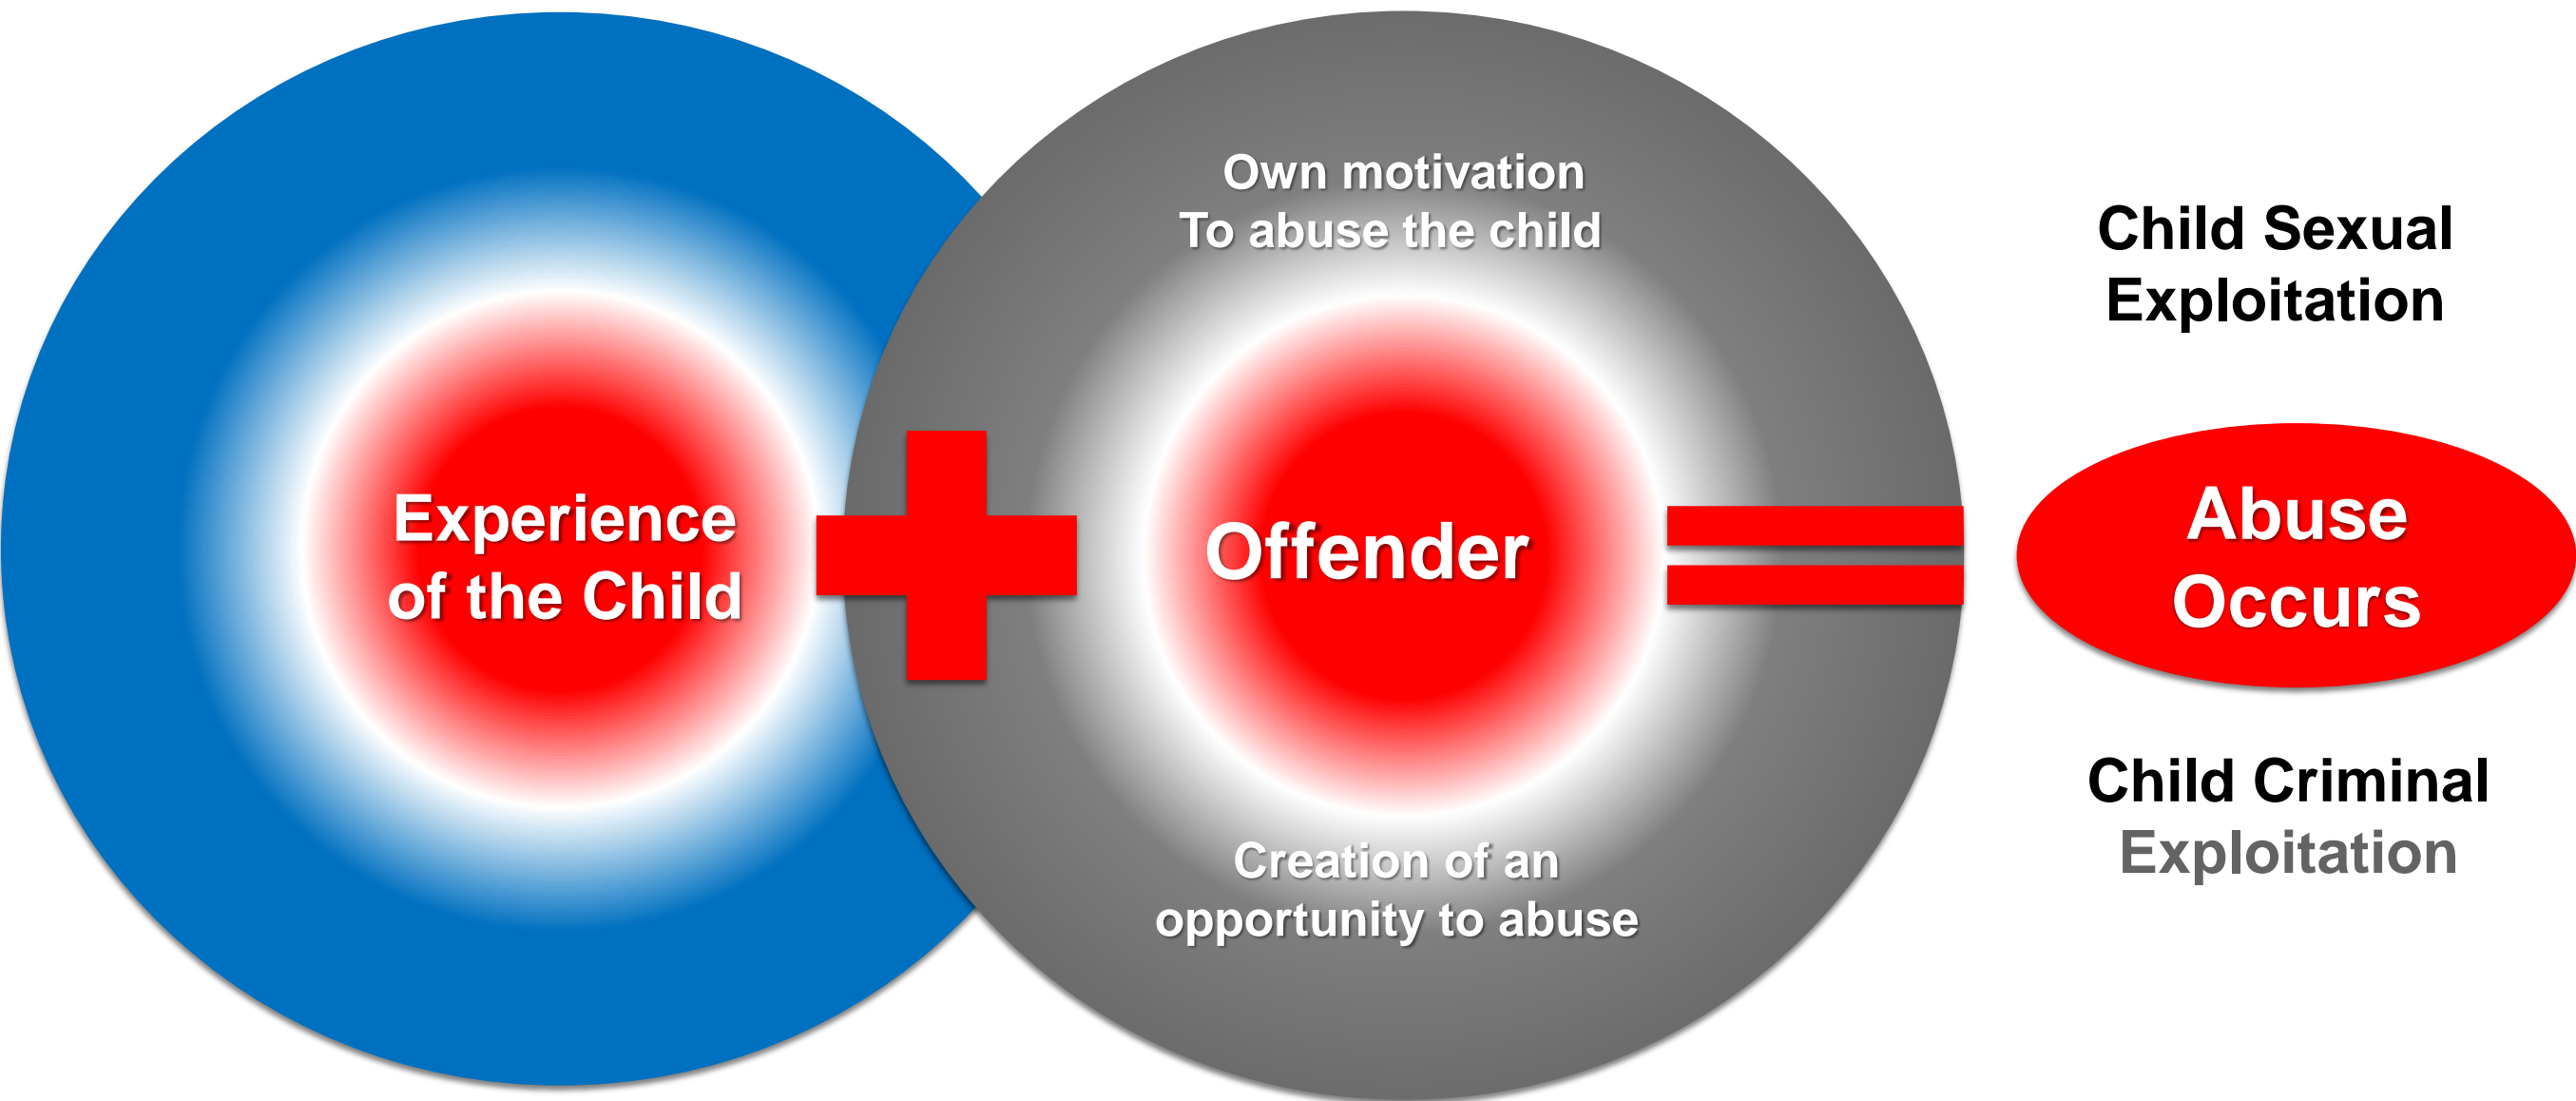 Experience
of the Child
Own motivation
To abuse the child
Offender
Creation of an
opportunity to abuse
Child Sexual
Exploitation
Abuse
Occurs
Child Criminal
Exploitation